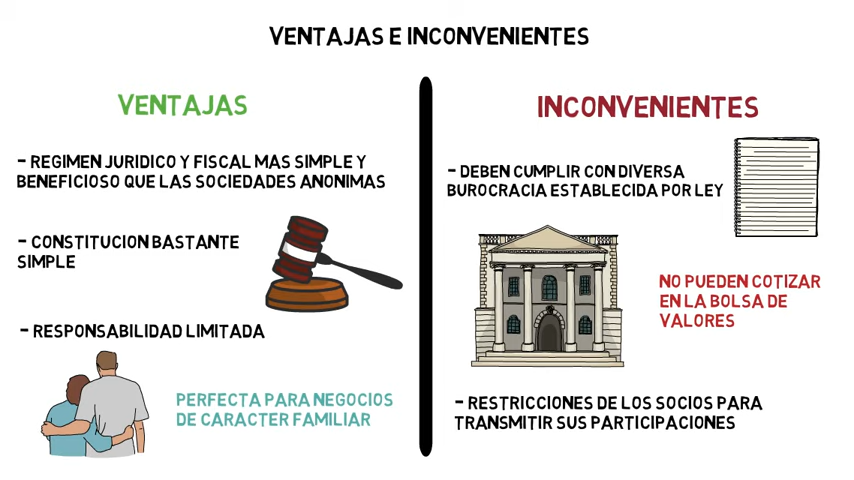 VENTAJAS E INCONVENIENTES
VENTAJAS
- REGIMEN JURIDICO Y FISCAL MAS SIMPLE Y
BENEFICIOSO QUE LAS SOCIEDADES ANONIMAS
- CONSTITUCION BASTANTE
SIMPLE
- RESPONSABILIDAD LIMITADA
PERFECTA PARA NEGOCIOS
DE CARACTER FAMILIAR
INCONVENIENTES
- DEBEN CUMPLIR CON DIVERSA
BUROCRACIA ESTABLECIDA POR LEY
NO PUEDEN COTIZAR
EN LA BOLSA DE
VALORES
- RESTRICCIONES DE LOS SOCIOS PARA
TRANSMITIR SUS PARTICIPACIONES